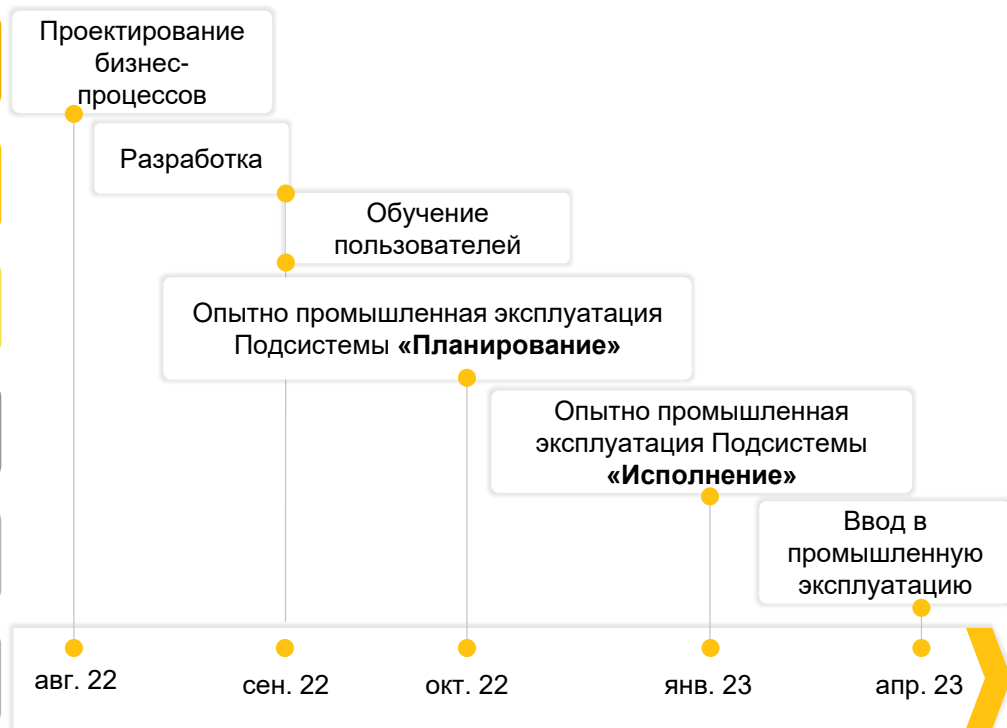 Проектирование
бизнес-
процессов
Разработка
Обучение
пользователей
Опытно промышленная эксплуатация
Подсистемы «Планирование»
Опытно промышленная
эксплуатация Подсистемы
«Исполнение»
Ввод в
промышленную
эксплуатацию
авг. 22
сен. 22
окт. 22
янв. 23
апр. 23